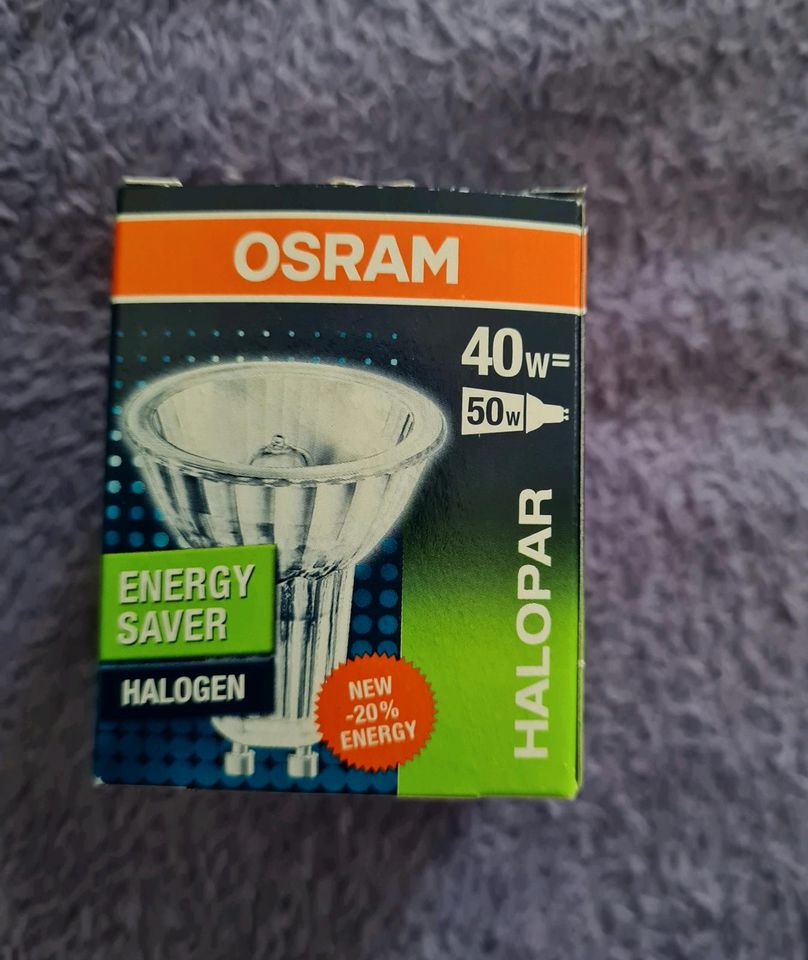 OSRAM
40W=
50W
HALOPAR
ENERGY
SAVER
HALOGEN
NEW
-20%
ENERGY